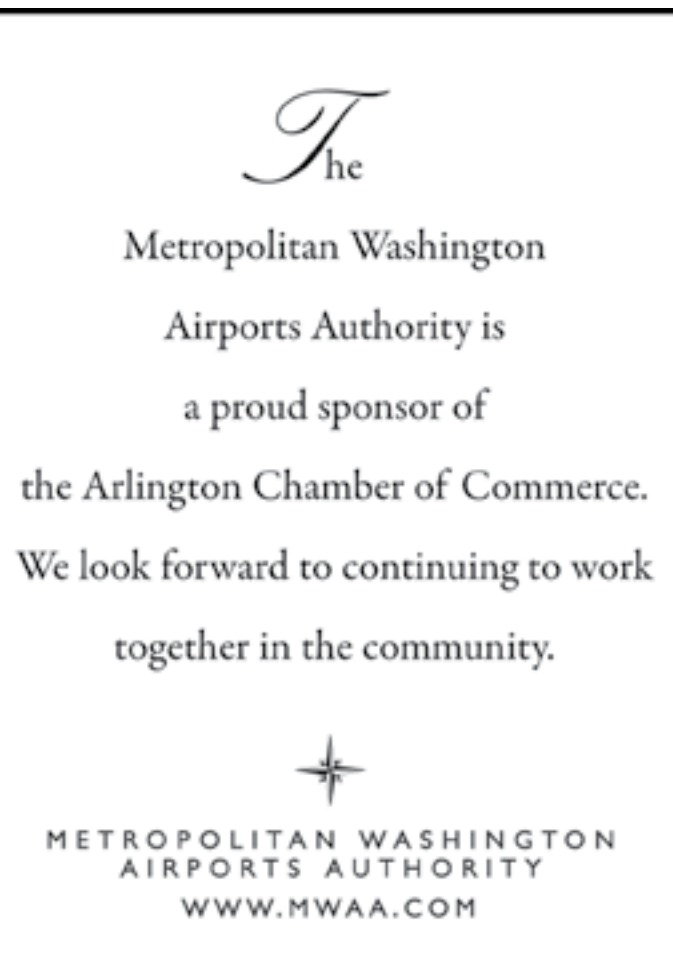 The
Metropolitan Washington
Airports Authority is
a proud sponsor of
the Arlington Chamber of Commerce.
We look forward to continuing to work
together in the community.
METROPOLITAN WASHINGTON
AIRPORTS AUTHORITY
WWW.MWAA.COM